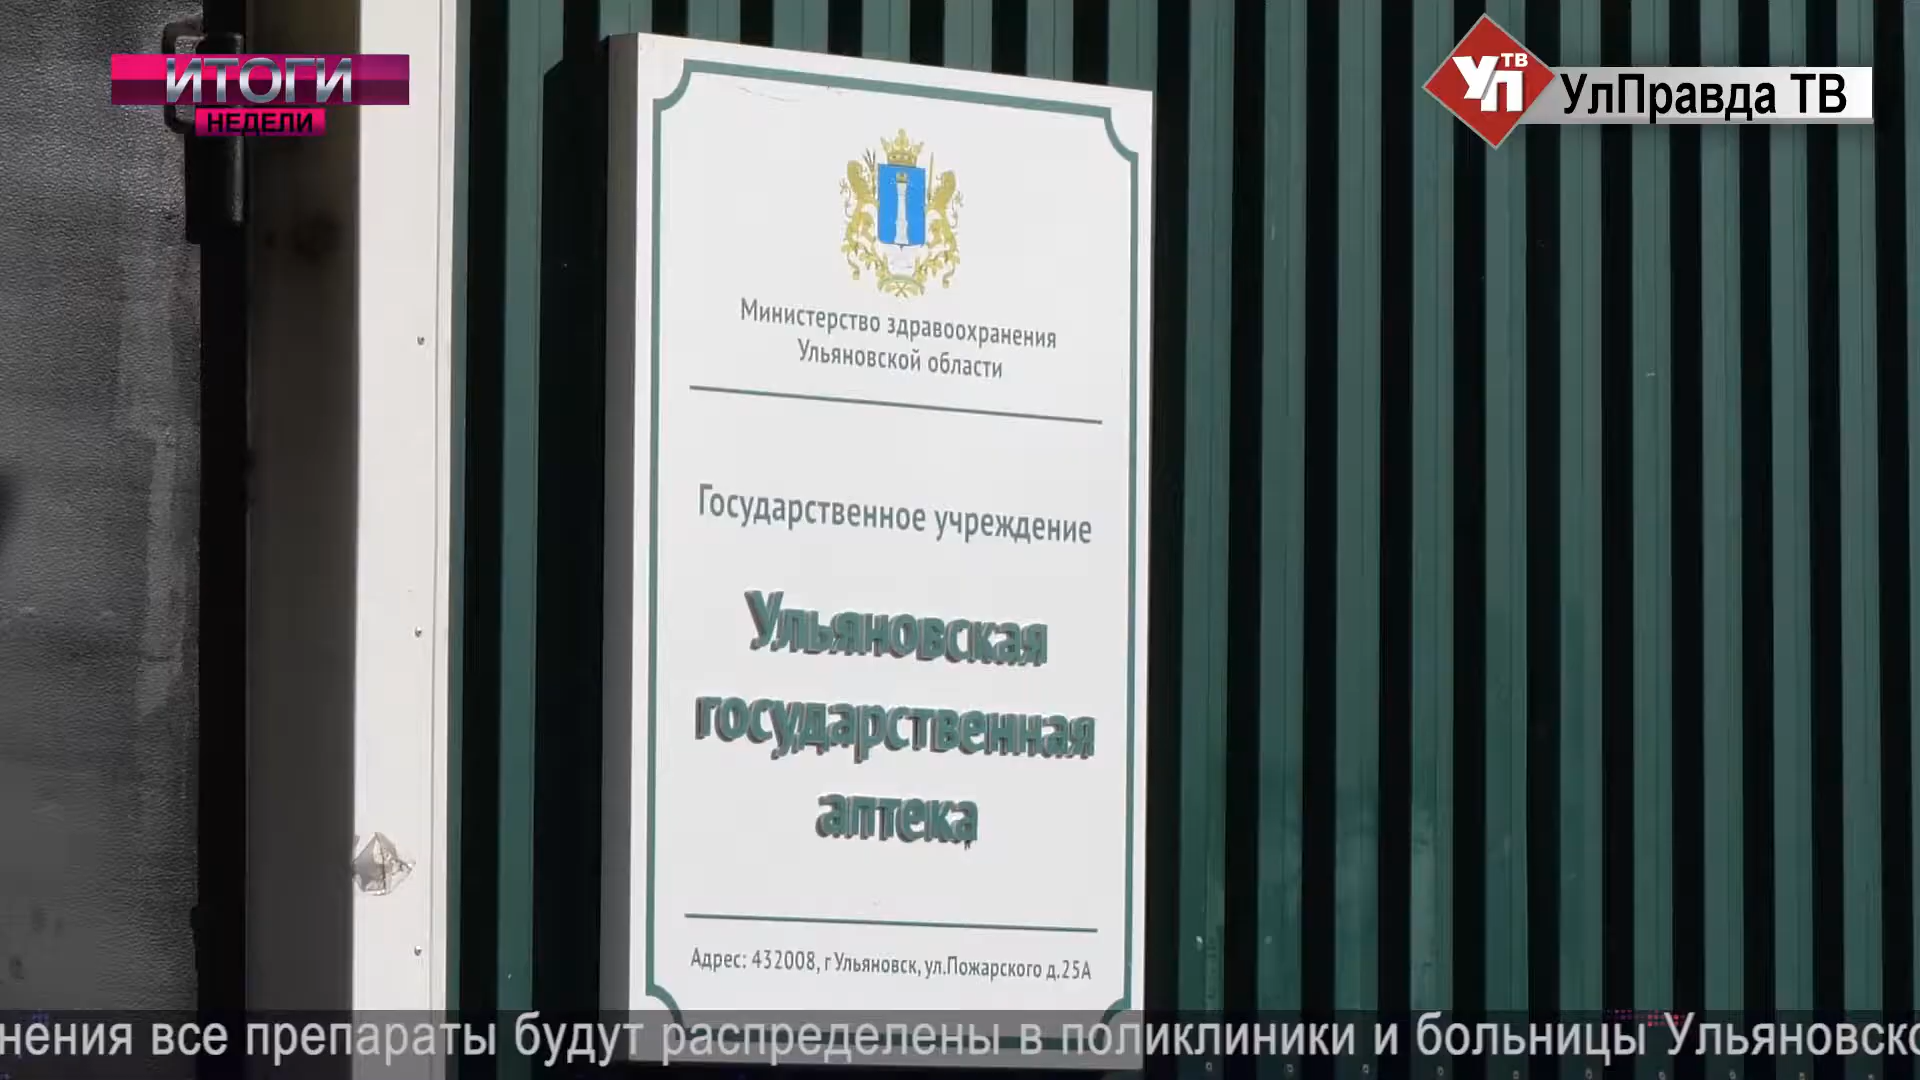 ИТОГИ
НЕДЕЛИ
УП ТВ
УлПравда ТВ
Министерство здравоохранения
Ульяновской области
Государственное учреждение
Ульяновская
государственная
аптека
Адрес: 432008, г Ульяновск, ул.Пожарского д.25А
нения все препараты будут распределены в поликлиники и больницы Ульяновско